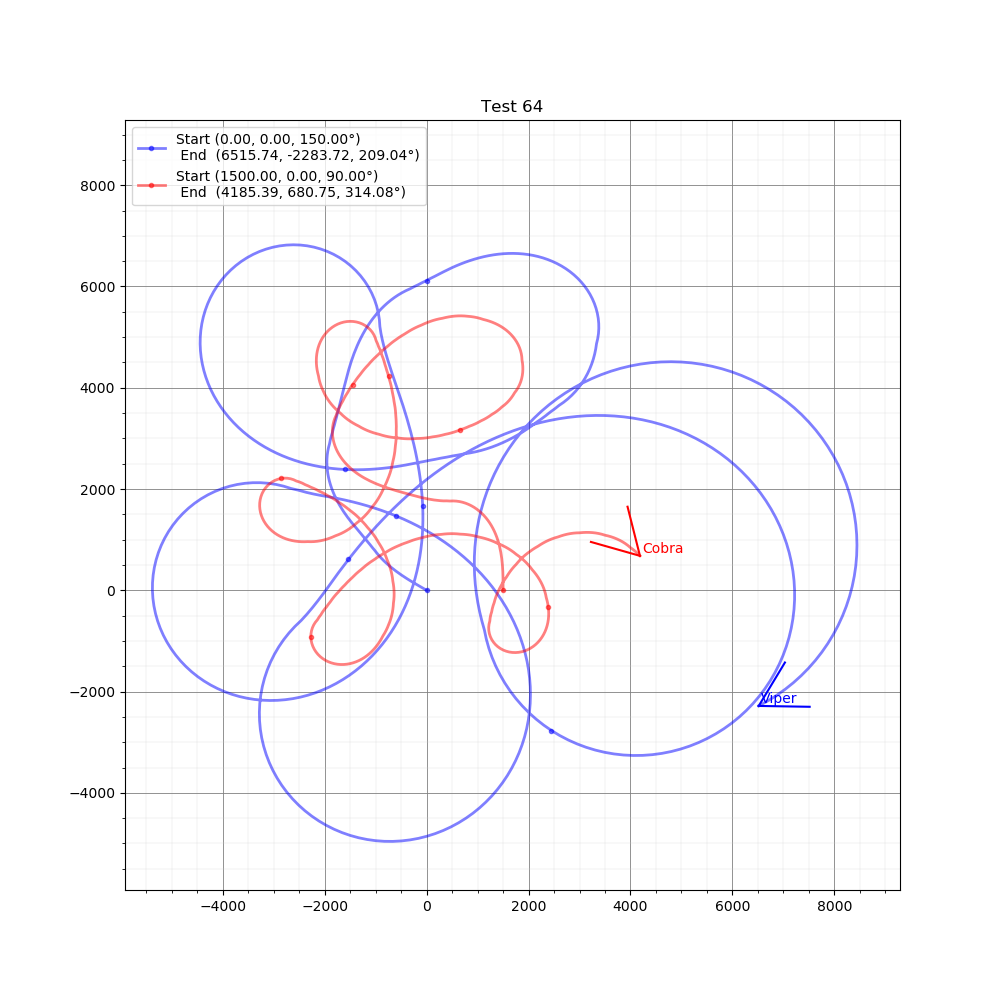 Test 64
Start (0.00, 0.00, 150.00°)
End (6515.74, -2283.72, 209.04°)
Start (1500.00, 0.00, 90.00°)
End (4185.39, 680.75, 314.08°)
8000
6000
4000
2000
0
−2000
−4000
Cobra
Viper
−4000 −2000 0 2000 4000 6000 8000